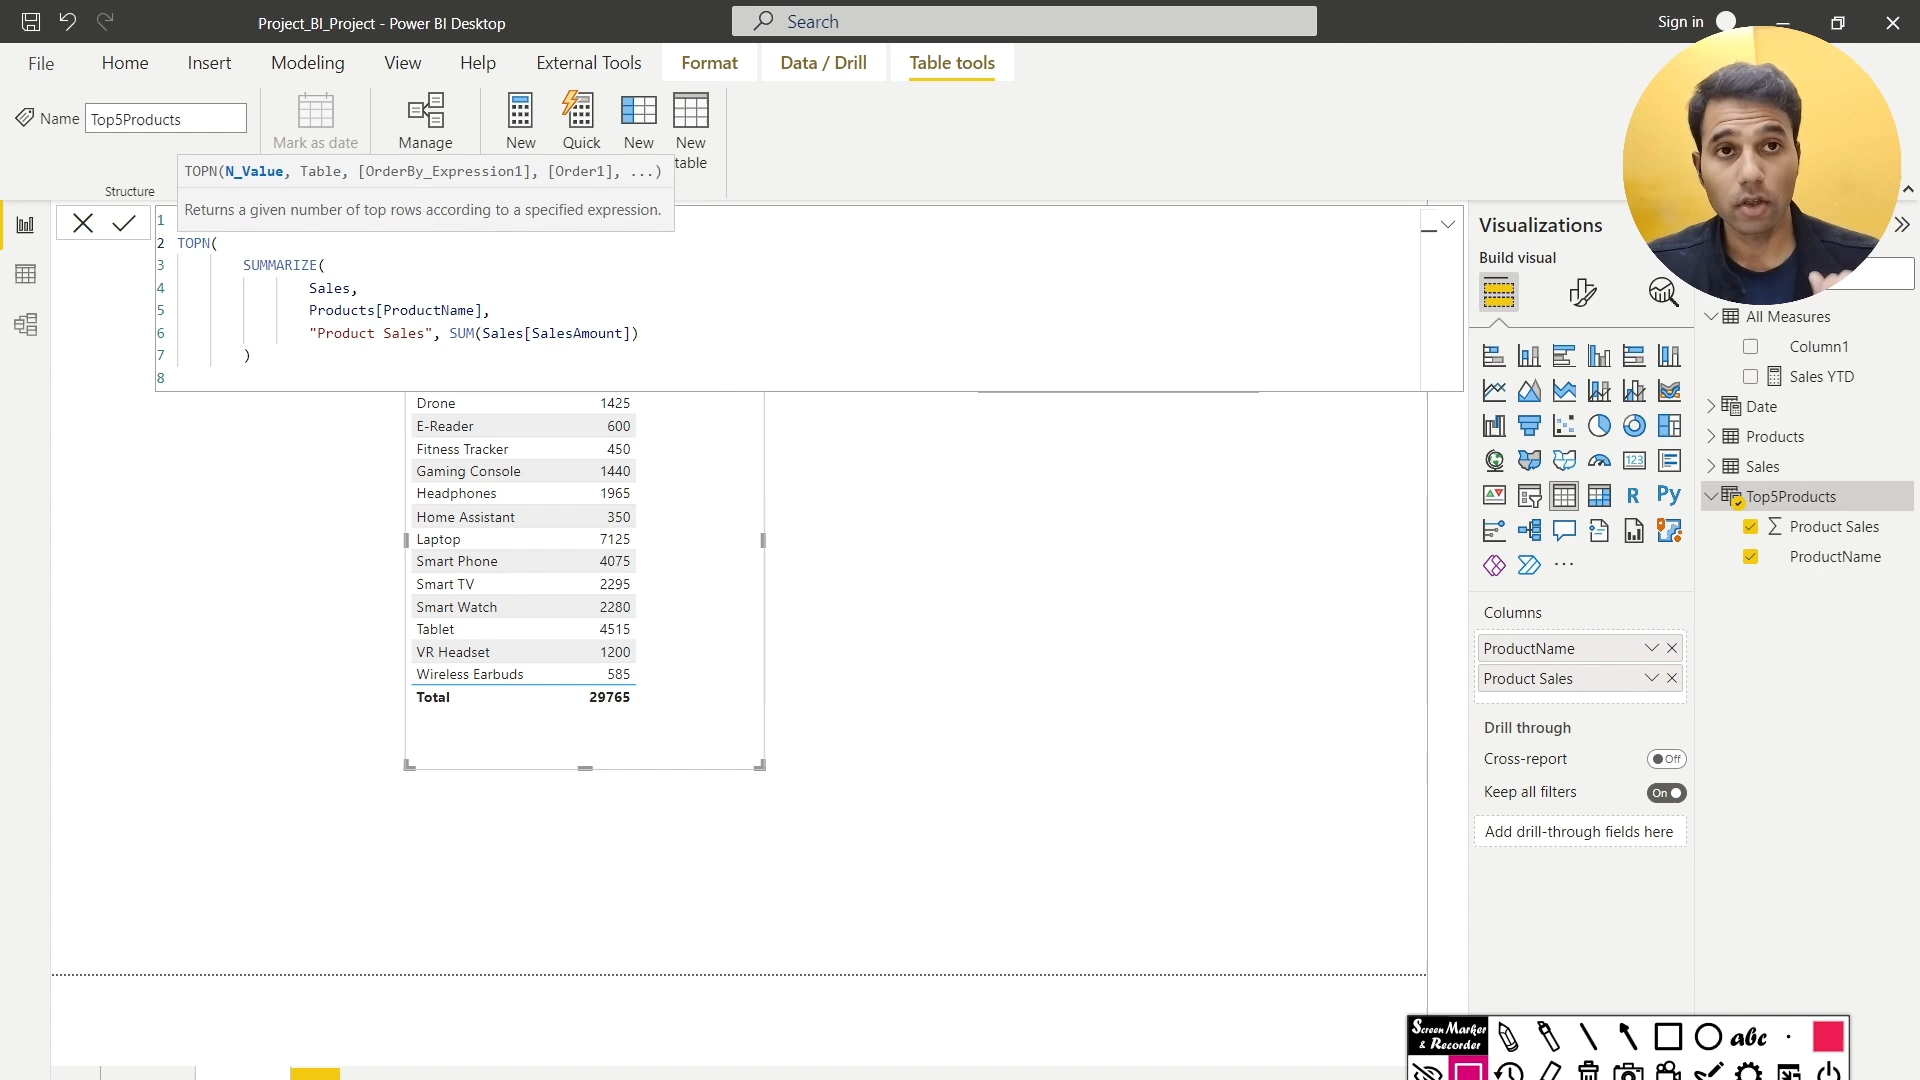 Project_BI_Project - Power BI Desktop
Search
Sign in
File
Home
Insert
Modeling
View
Help
External Tools
Format
Data / Drill
Table tools
Name
Top5Products
Mark as date
Manage
New
Quick
New
New
table
Structure
TOPN(N_Value, Table, [OrderBy_Expression1], [Order1], ...)
Returns a given number of top rows according to a specified expression.
1
2 TOPN(
3 SUMMARIZE(
4 Sales,
5 Products[ProductName],
6 "Product Sales", SUM(Sales[SalesAmount])
7 )
8
Drone 1425
E-Reader 600
Fitness Tracker 450
Gaming Console 1440
Headphones 1965
Home Assistant 350
Laptop 7125
Smart Phone 4075
Smart TV 2295
Smart Watch 2280
Tablet 4515
VR Headset 1200
Wireless Earbuds 585
Total 29765
Visualizations
Build visual
123
R
Py
...
Columns
ProductName
Product Sales
Drill through
Cross-report
Off
Keep all filters
On
Add drill-through fields here
All Measures
Column1
Sales YTD
Date
Products
Sales
Top5Products
Product Sales
ProductName
Screen Marker
& Recorder
abc